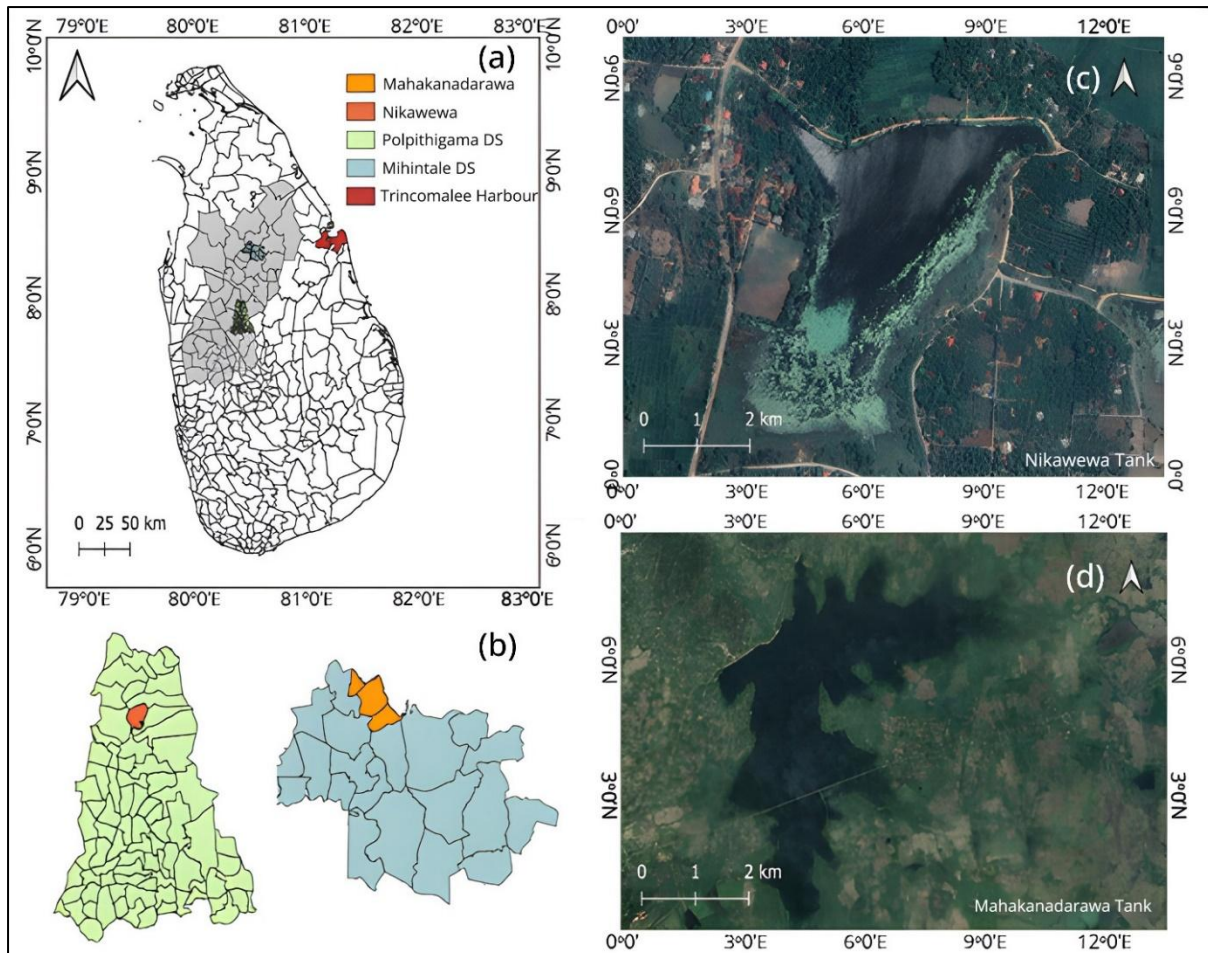 79°0'E 80°0'E 81°0'E 82°0'E 83°0'E
10°0'N
9°0'N
8°0'N
7°0'N
6°0'N
10°0'N
9°0'N
8°0'N
7°0'N
6°0'N
(a)
Mahakanadarawa
Nikawewa
Polpithigama DS
Mihintale DS
Trincomalee Harbour
0 25 50 km
79°0'E 80°0'E 81°0'E 82°0'E 83°0'E
(b)
0°0' 3°0'E 6°0'E 9°0'E 12°0'E
9°0'N
6°0'N
3°0'N
0°0'
9°0'N
6°0'N
3°0'N
0°0'
(c)
0 1 2 km
Nikawewa Tank
0°0' 3°0'E 6°0'E 9°0'E 12°0'E
0°0' 3°0'E 6°0'E 9°0'E 12°0'E
6°0'N
3°0'N
6°0'N
3°0'N
(d)
0 1 2 km
Mahakanadarawa Tank
0°0' 3°0'E 6°0'E 9°0'E 12°0'E